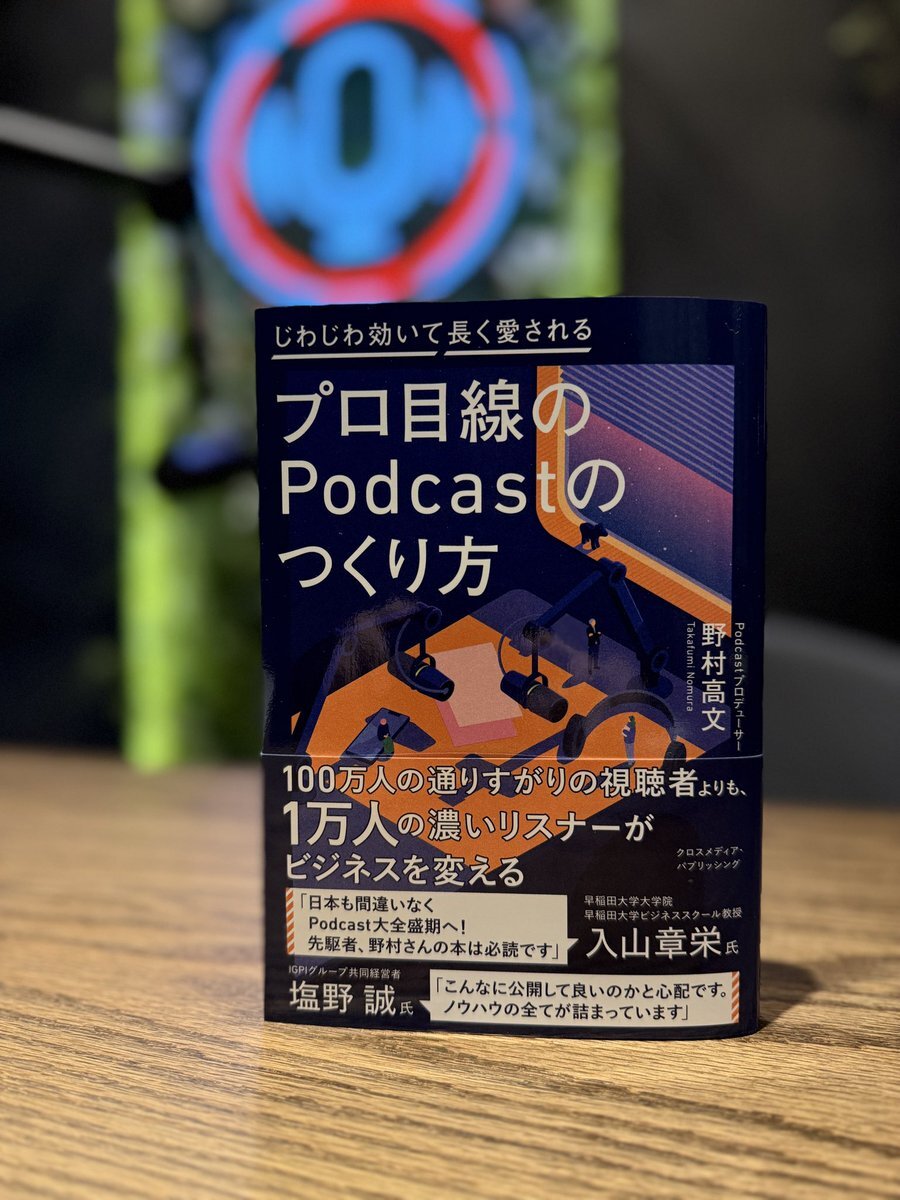 じわじわ効いて長く愛される
プロ目線の
Podcastの
つくり方
Podcastプロデューサー
野村高文
Takafumi Nomura
100万人の通りすがりの視聴者よりも、
1万人の濃いリスナーが
ビジネスを変える
クロスメディア・
パブリッシング
「日本も間違いなく
Podcast大全盛期へ!
先駆者、野村さんの本は必読です」
早稲田大学大学院
早稲田大学ビジネススクール教授
入山章栄氏
IGPIグループ共同経営者
塩野 誠氏
「こんなに公開して良いのかと心配です。
ノウハウの全てが詰まっています」